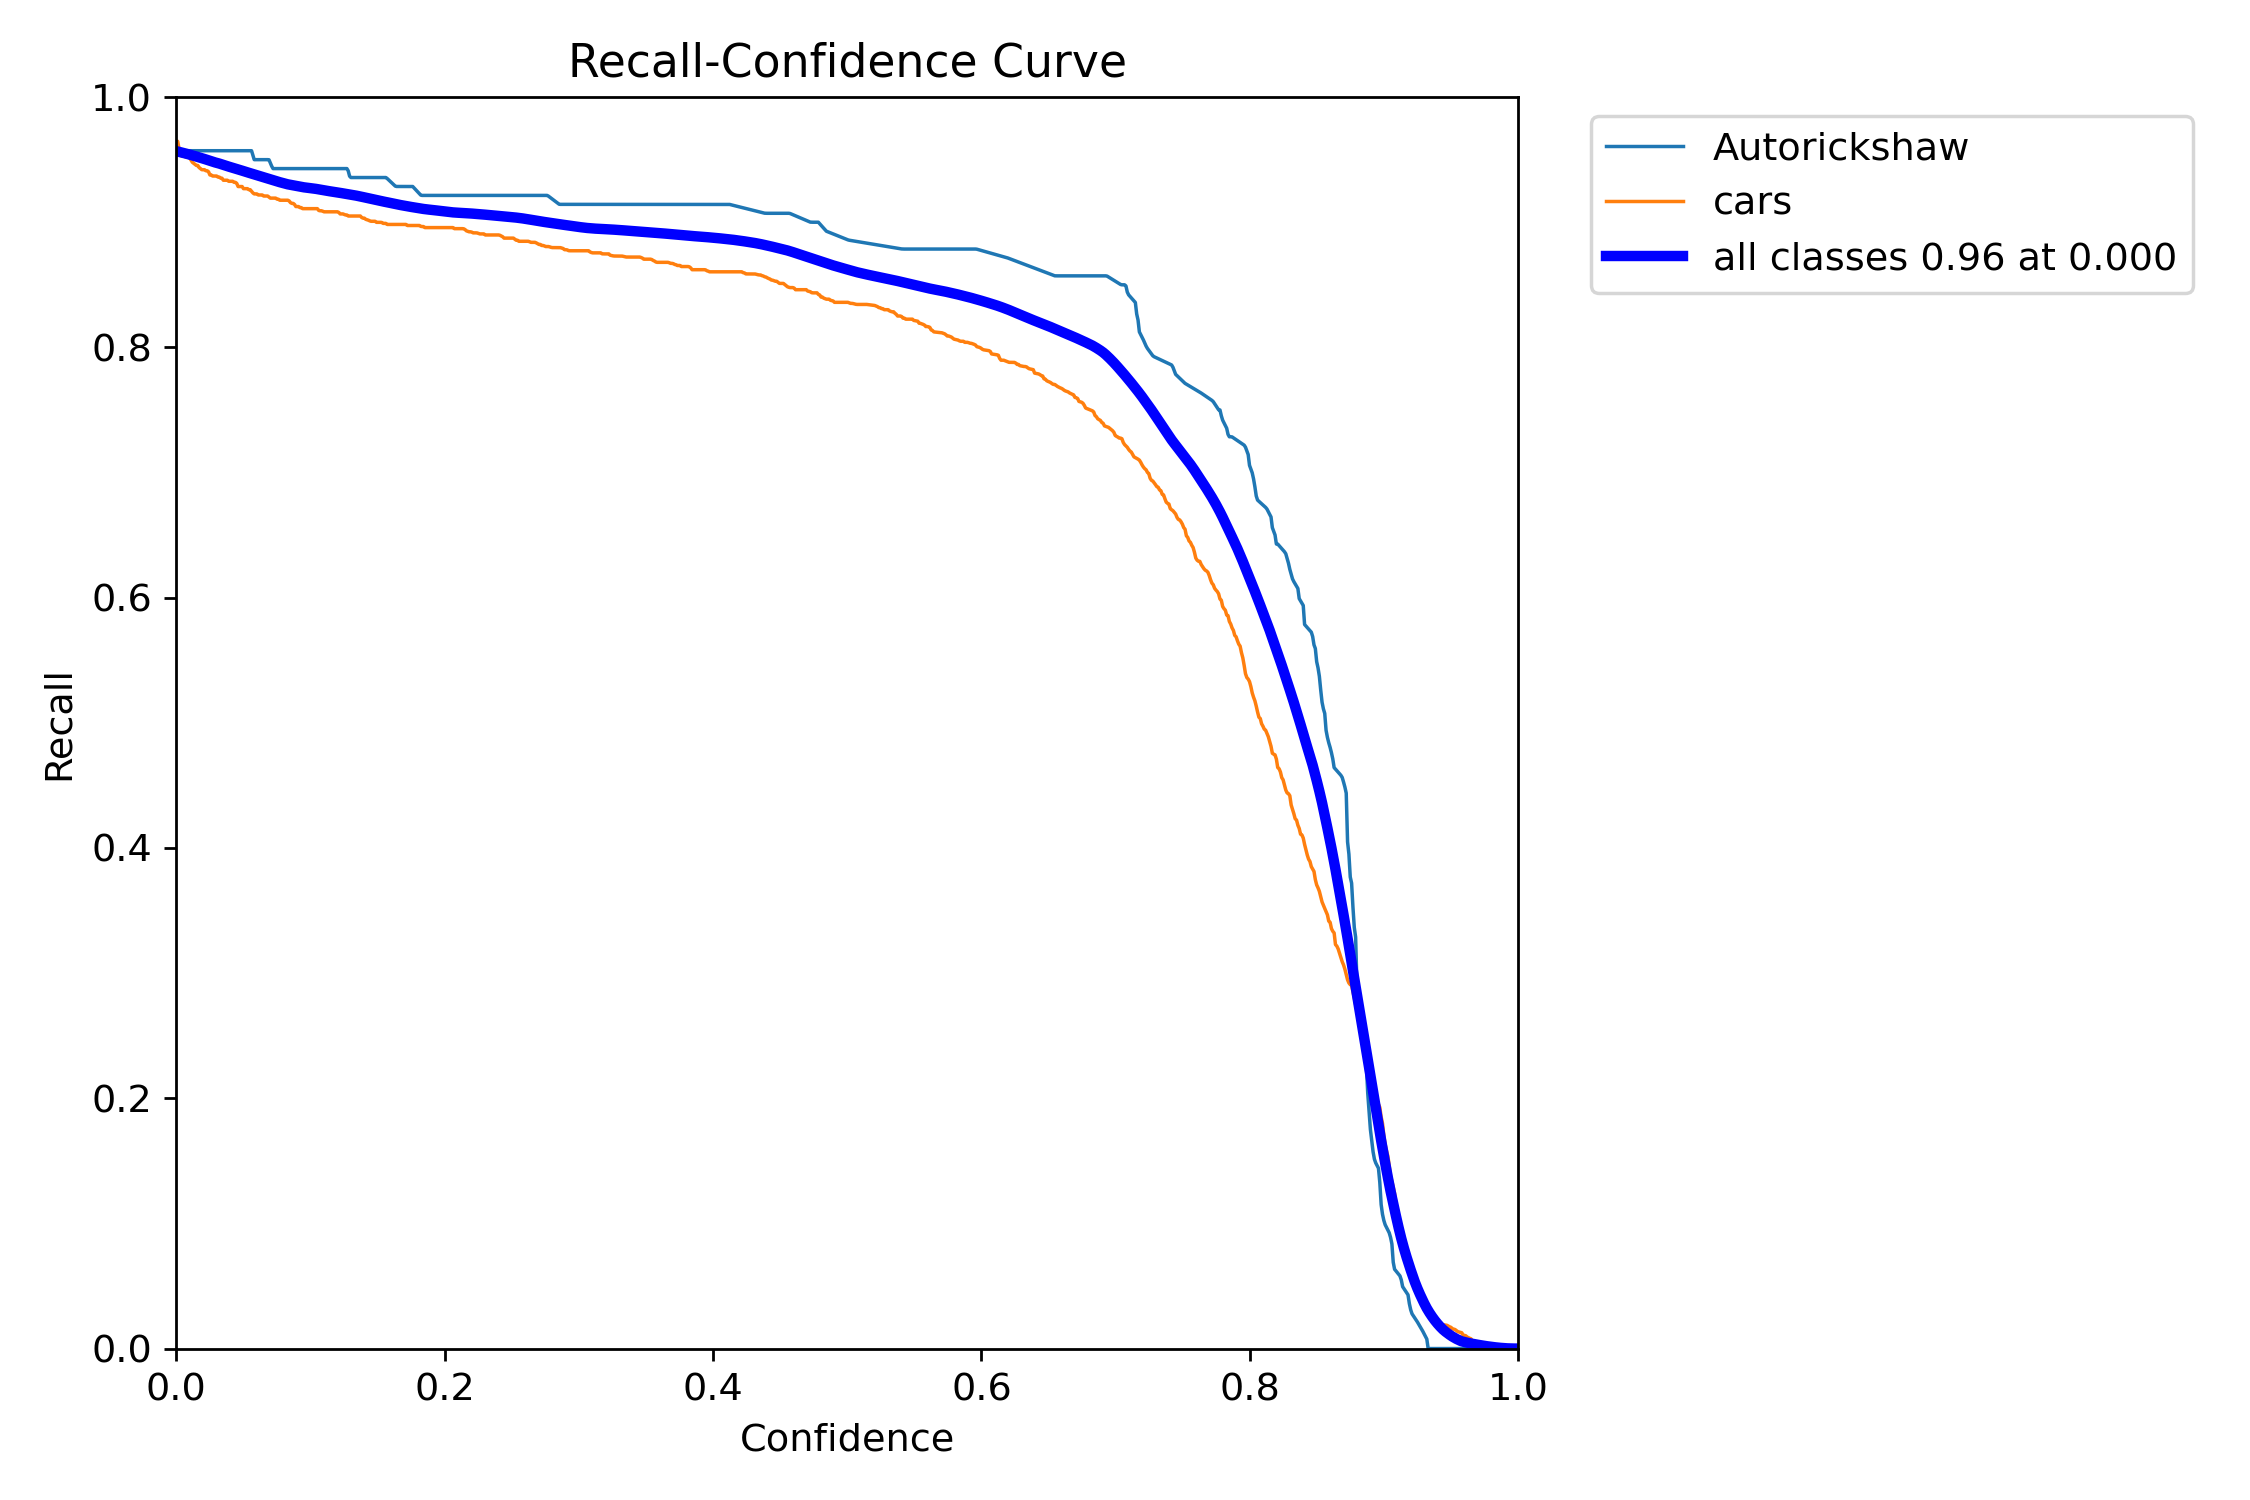 Recall-Confidence Curve
1.0
0.8
0.6
0.4
0.2
0.0
Recall
0.0 0.2 0.4 0.6 0.8 1.0
Confidence
Autorickshaw
cars
all classes 0.96 at 0.000